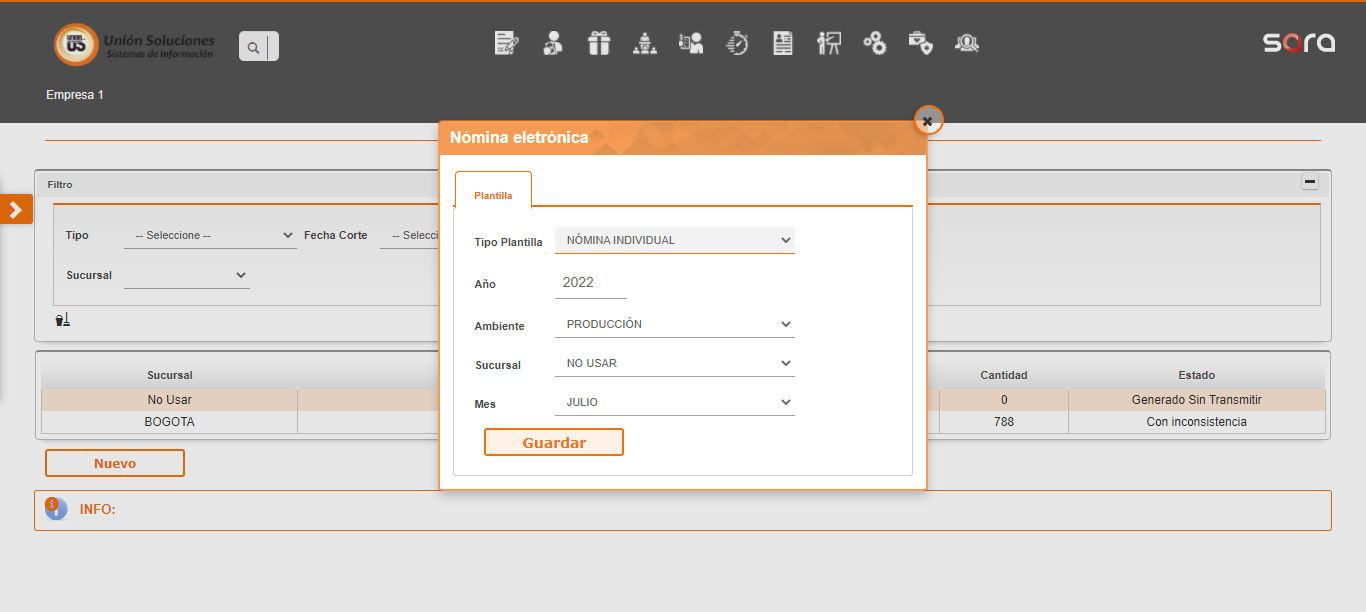 UNION
US
Unión Soluciones
Sistemas de Información
sara
Empresa 1
Nómina eletrónica
Filtro
Plantilla
Tipo
-- Seleccione --
Fecha Corte
-- Selecci
Sucursal
Tipo Plantilla
NÓMINA INDIVIDUAL
Año
2022
Ambiente
PRODUCCIÓN
Sucursal
NO USAR
Mes
JULIO
Guardar
Sucursal Cantidad Estado
No Usar 0 Generado Sin Transmitir
BOGOTA 788 Con inconsistencia
Nuevo
INFO: